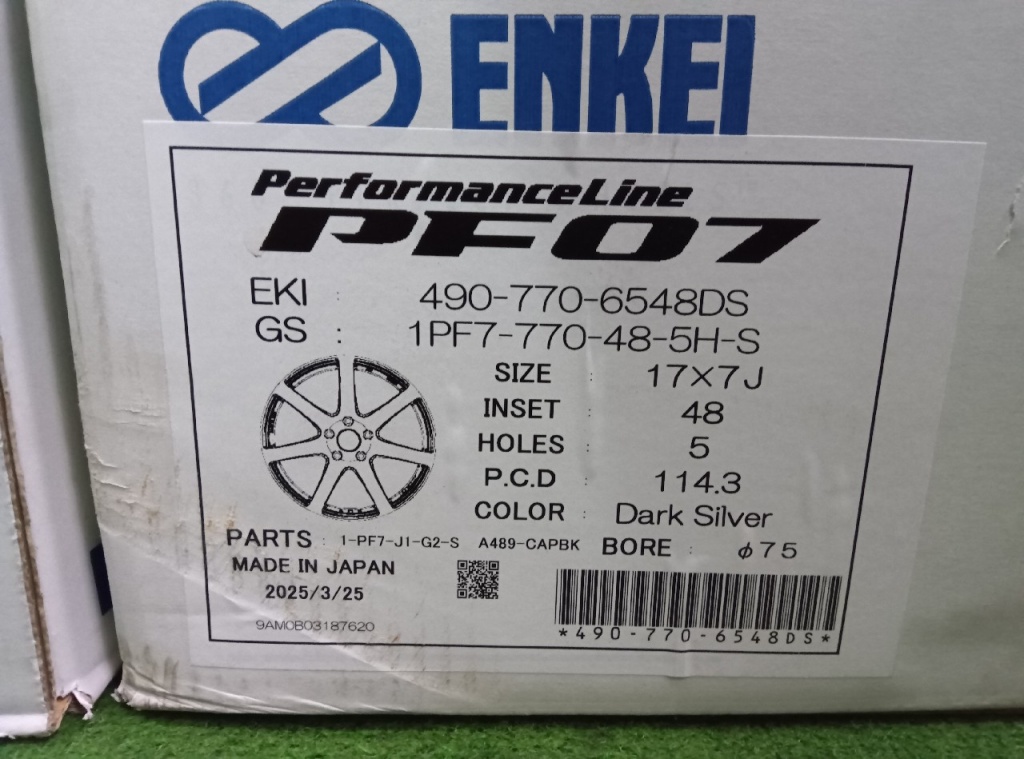 ENKEI
PerformanceLine
PF07
EKI : 490-770-6548DS
GS : 1PF7-770-48-5H-S
SIZE : 17×7J
INSET : 48
HOLES : 5
P.C.D : 114.3
COLOR : Dark Silver
PARTS : 1-PF7-J1-G2-S A489-CAPBK BORE : φ75
MADE IN JAPAN
2025/3/25
9AM0B03187620
*490-770-6548DS*